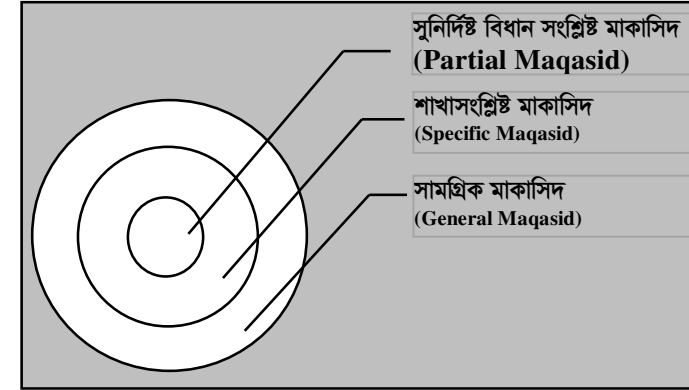 সুনির্দিষ্ট বিধান সংশ্লিষ্ট মাকাসিদ
(Partial Maqasid)
শাখাসংশ্লিষ্ট মাকাসিদ
(Specific Maqasid)
সামগ্রিক মাকাসিদ
(General Maqasid)